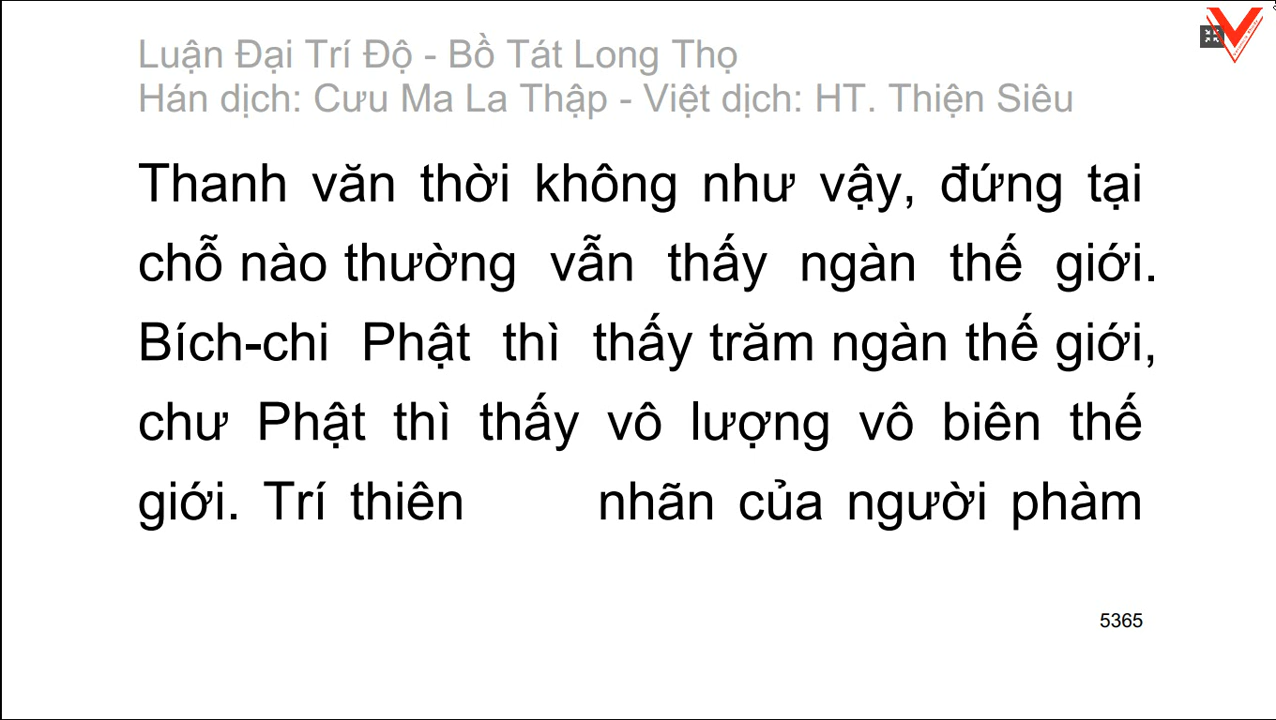 Luận Đại Trí Độ - Bồ Tát Long Thọ
Hán dịch: Cưu Ma La Thập - Việt dịch: HT. Thiện Siêu
Thanh văn thời không như vậy, đứng tại
chỗ nào thường vẫn thấy ngàn thế giới.
Bích-chi Phật thì thấy trăm ngàn thế giới,
chư Phật thì thấy vô lượng vô biên thế
giới. Trí thiên nhãn của người phàm
5365